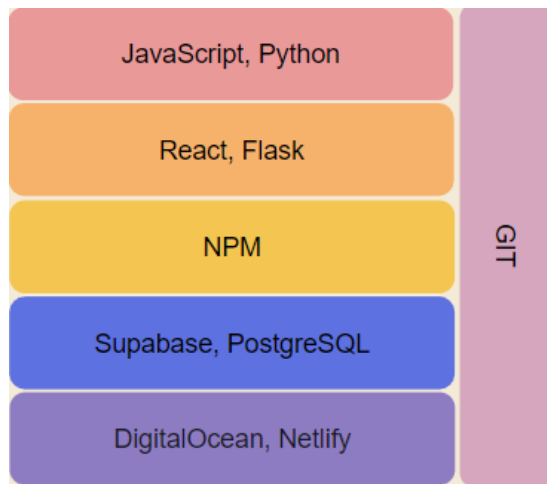 JavaScript, Python
React, Flask
NPM
Supabase, PostgreSQL
DigitalOcean, Netlify
GIT